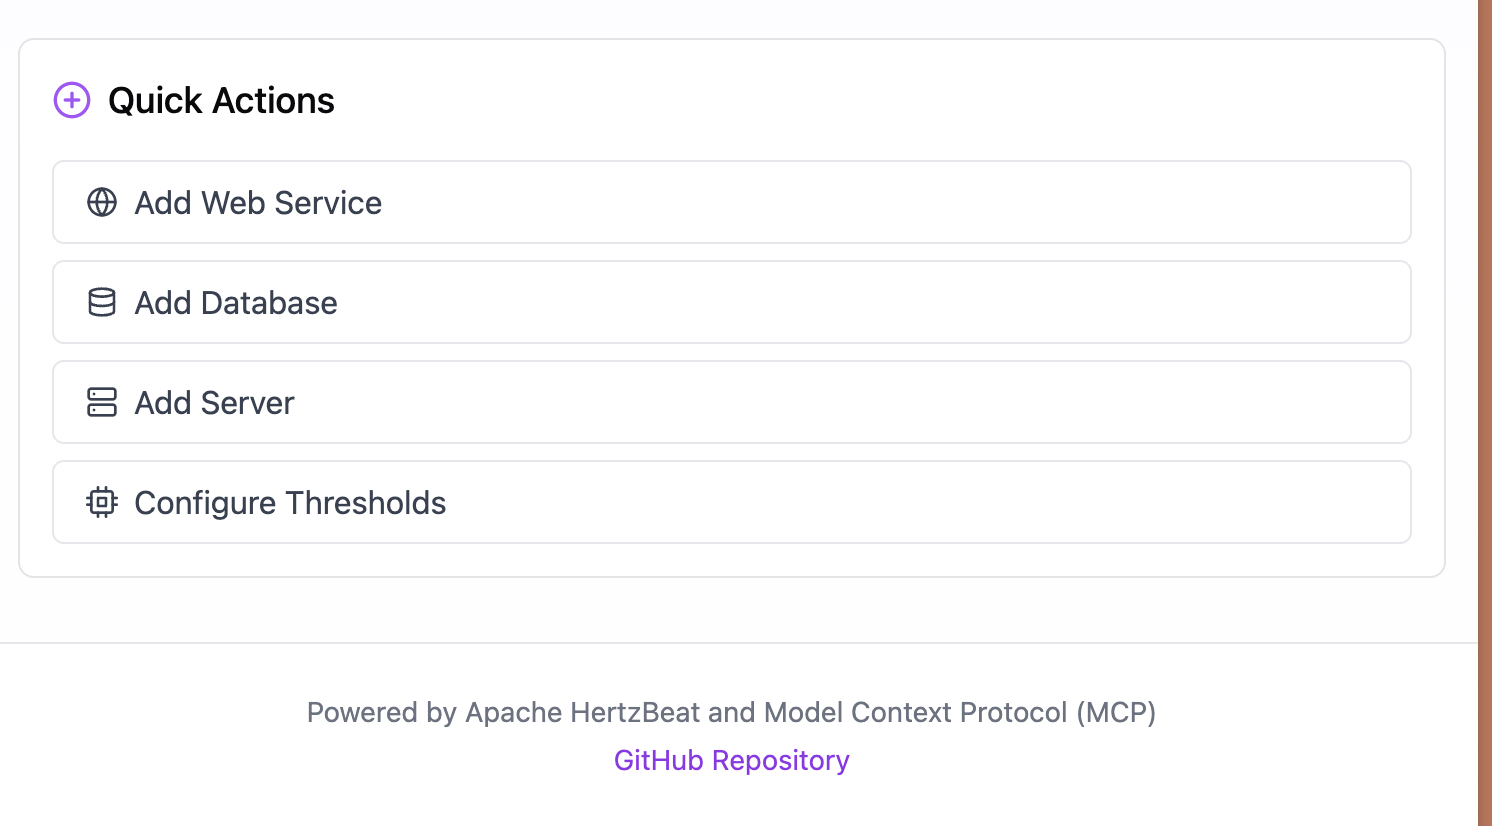 Quick Actions
Add Web Service
Add Database
Add Server
Configure Thresholds
Powered by Apache HertzBeat and Model Context Protocol (MCP)
GitHub Repository